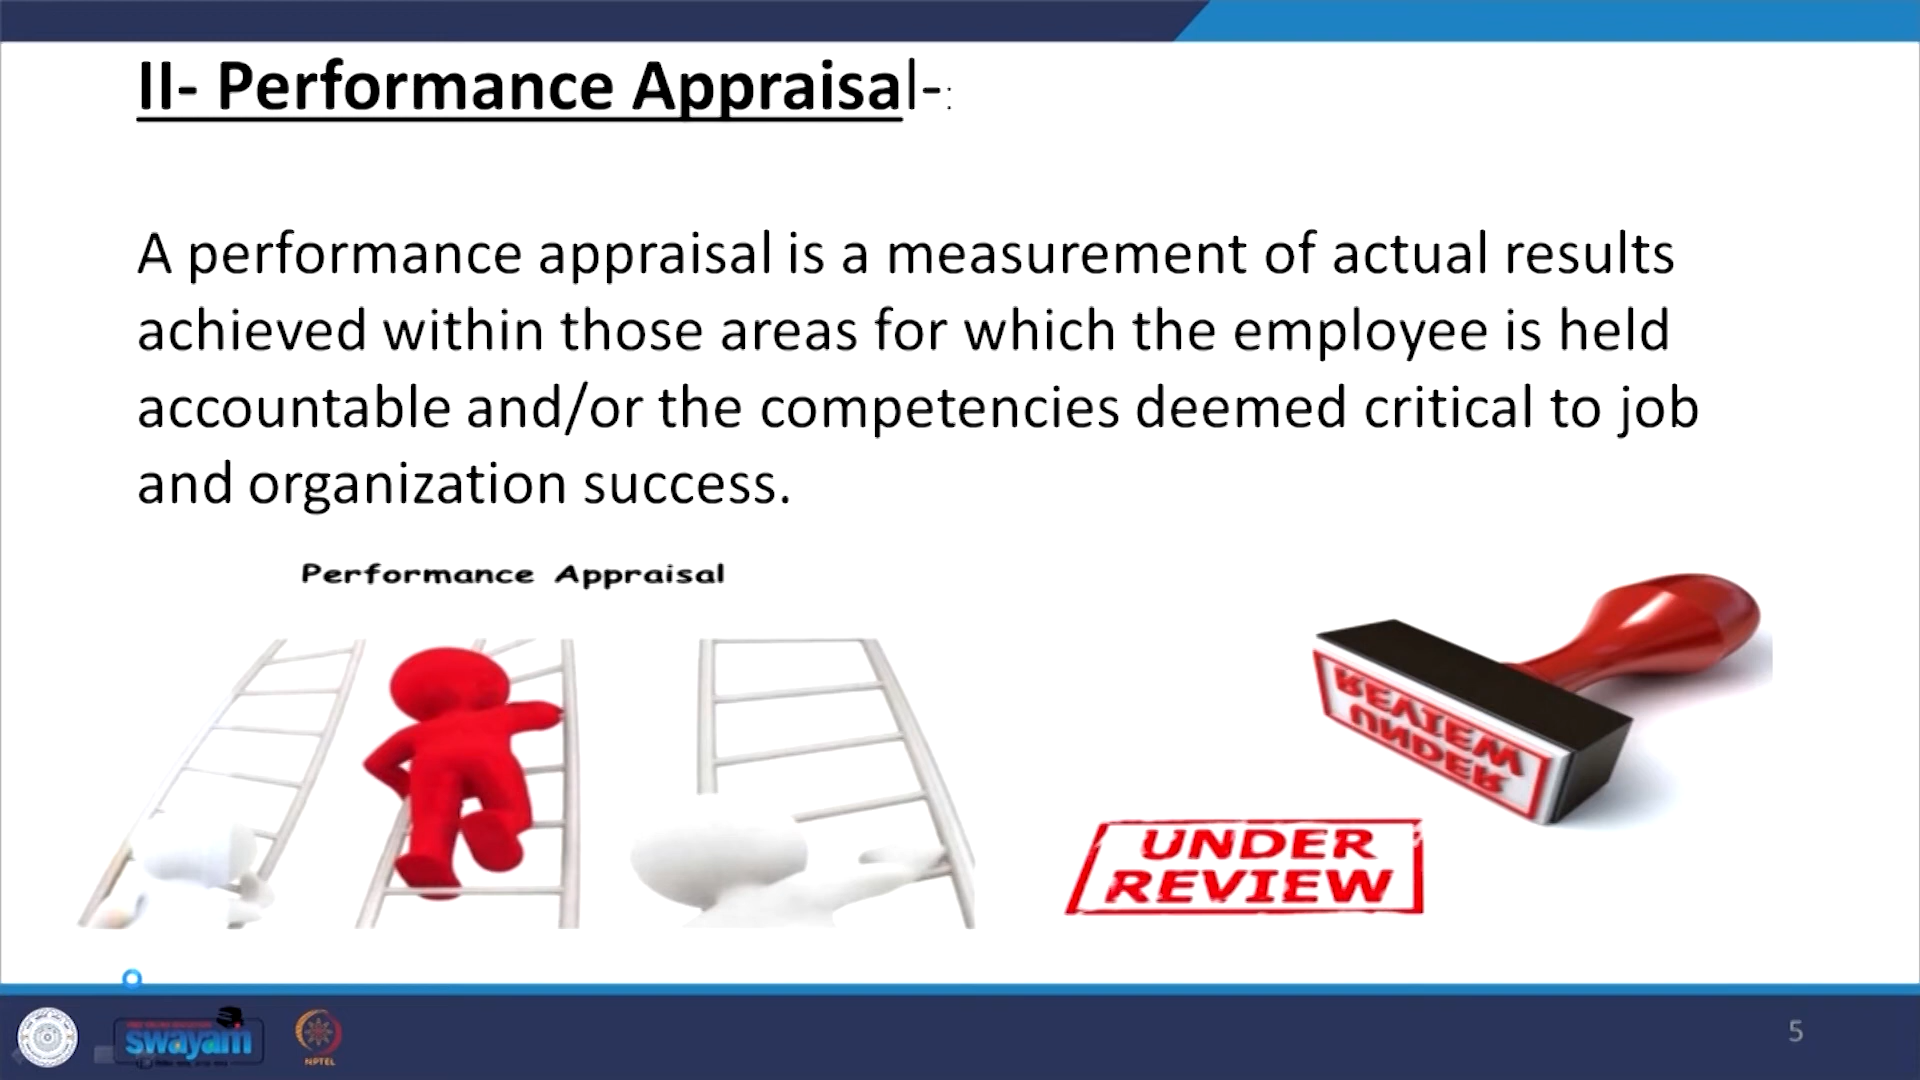 II- Performance Appraisal-:
A performance appraisal is a measurement of actual results
achieved within those areas for which the employee is held
accountable and/or the competencies deemed critical to job
and organization success.
Performance Appraisal
REVIEW
UNDER
UNDER
REVIEW
swayam
NPTEL
5